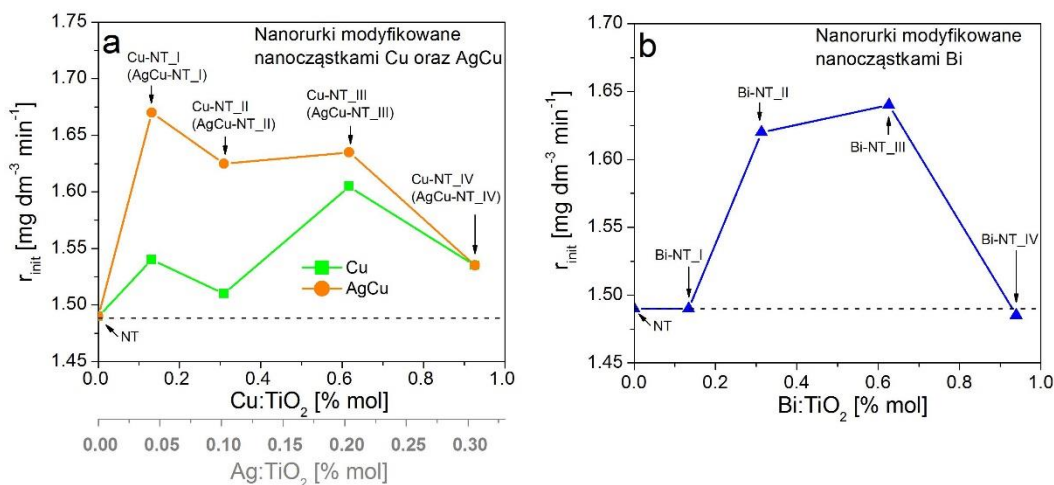 a
Nanorurki modyfikowane
nanocząstkami Cu oraz AgCu
Cu-NT_I
(AgCu-NT_I)
Cu-NT_II
(AgCu-NT_II)
Cu-NT_III
(AgCu-NT_III)
Cu-NT_IV
(AgCu-NT_IV)
Cu
AgCu
NT
r_init [mg dm⁻³ min⁻¹]
1.75
1.70
1.65
1.60
1.55
1.50
1.45
0.0 0.2 0.4 0.6 0.8 1.0
Cu:TiO₂ [% mol]
0.00 0.05 0.10 0.15 0.20 0.25 0.30
Ag:TiO₂ [% mol]
b
Nanorurki modyfikowane
nanocząstkami Bi
Bi-NT_II
Bi-NT_III
Bi-NT_I
Bi-NT_IV
NT
r_init [mg dm⁻³ min⁻¹]
1.70
1.65
1.60
1.55
1.50
1.45
0.0 0.2 0.4 0.6 0.8 1.0
Bi:TiO₂ [% mol]